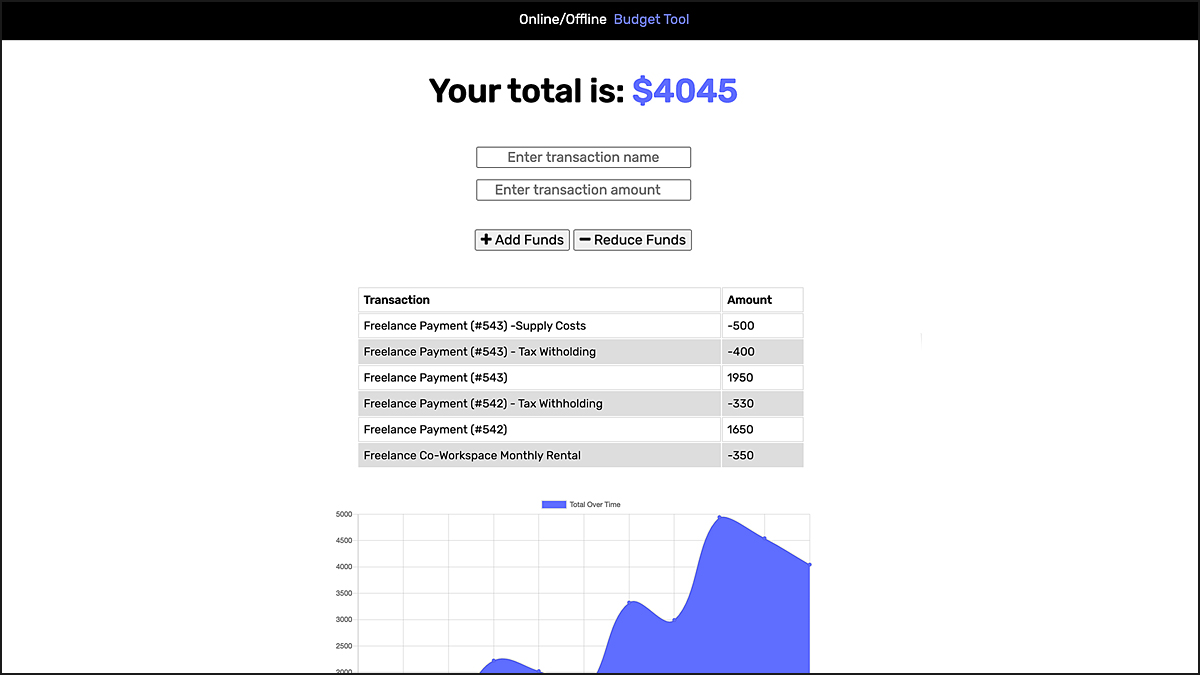 Online/Offline Budget Tool
Your total is: $4045
Enter transaction name
Enter transaction amount
+ Add Funds − Reduce Funds
Transaction Amount
Freelance Payment (#543) -Supply Costs -500
Freelance Payment (#543) - Tax Witholding -400
Freelance Payment (#543) 1950
Freelance Payment (#542) - Tax Withholding -330
Freelance Payment (#542) 1650
Freelance Co-Workspace Monthly Rental -350
Total Over Time
5000
4500
4000
3500
3000
2500
2000